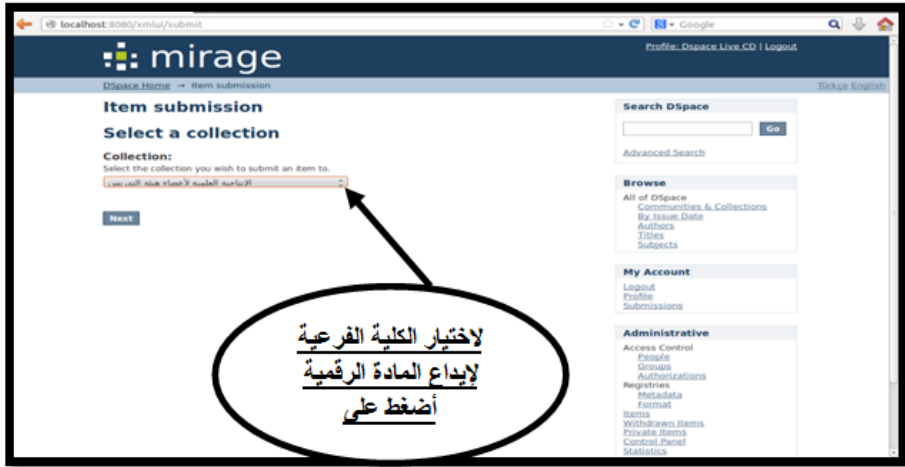 localhost:8080/xmlui/submit
Google
mirage
Profile: Dspace Live CD | Logout
DSpace Home → Item submission
Türkçe English
Item submission
Select a collection
Collection:
Select the collection you wish to submit an item to.
الانتاجية العلمية لأعضاء هيئة التدريس
Next
لاختيار الكلية الفرعية
لإيداع المادة الرقمية
أضغط على
Search DSpace
Go
Advanced Search
Browse
All of DSpace
Communities & Collections
By Issue Date
Authors
Titles
Subjects
My Account
Logout
Profile
Submissions
Administrative
Access Control
People
Groups
Authorizations
Registries
Metadata
Format
Items
Withdrawn Items
Private Items
Control Panel
Statistics